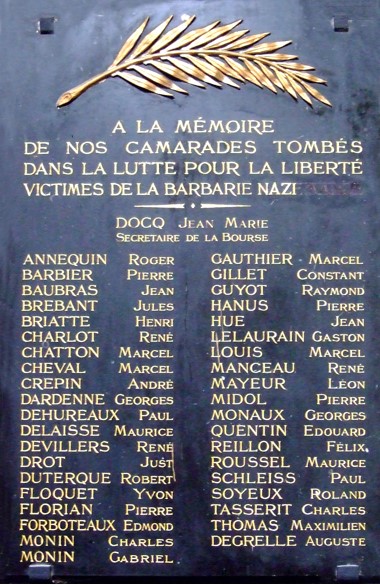 A LA MÉMOIRE
DE NOS CAMARADES TOMBÉS
DANS LA LUTTE POUR LA LIBERTÉ
VICTIMES DE LA BARBARIE NAZI
DOCQ JEAN MARIE
SECRETAIRE DE LA BOURSE
ANNEQUIN ROGER
BARBIER PIERRE
BAUBRAS JEAN
BREBANT JULES
BRIATTE HENRI
CHARLOT RENÉ
CHATTON MARCEL
CHEVAL MARCEL
CREPIN ANDRÉ
DARDENNE GEORGES
DEHUREAUX PAUL
DELAISSE MAURICE
DEVILLERS RENÉ
DROT JUST
DUTERQUE ROBERT
FLOQUET YVON
FLORIAN PIERRE
FORBOTEAUX EDMOND
MONIN CHARLES
MONIN GABRIEL
GAUTHIER MARCEL
GILLET CONSTANT
GUYOT RAYMOND
HANUS PIERRE
HUE JEAN
LELAURAIN GASTON
LOUIS MARCEL
MANCEAU RENÉ
MAYEUR LÉON
MIDOL PIERRE
MONAUX GEORGES
QUENTIN EDOUARD
REILLON FÉLIX
ROUSSEL MAURICE
SCHLEISS PAUL
SOYEUX ROLAND
TASSERIT CHARLES
THOMAS MAXIMILIEN
DEGRELLE AUGUSTE